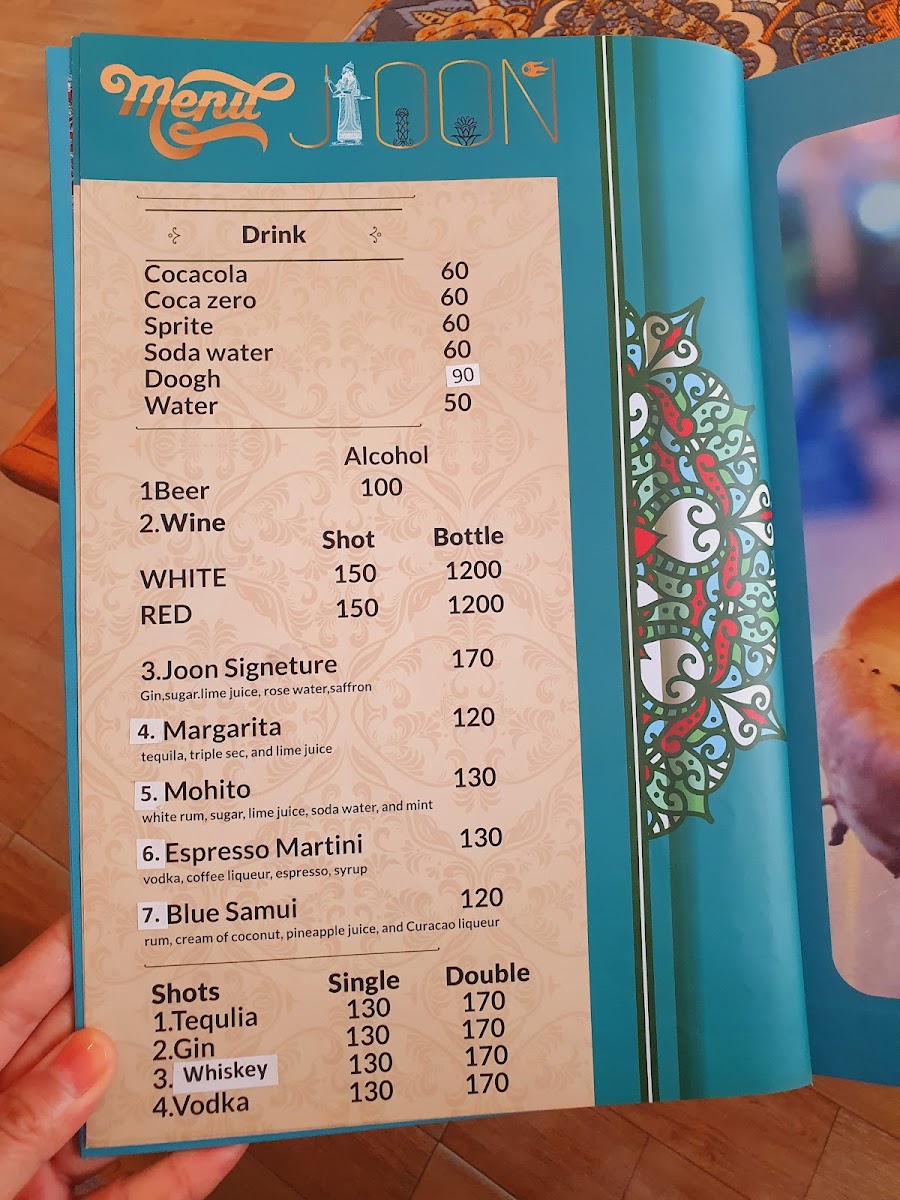 Menu JOON
Drink
Cocacola 60
Coca zero 60
Sprite 60
Soda water 60
Doogh 90
Water 50
Alcohol
1Beer 100
2.Wine
Shot Bottle
WHITE 150 1200
RED 150 1200
3.Joon Signeture 170
Gin,sugar.lime juice, rose water,saffron
4. Margarita 120
tequila, triple sec, and lime juice
5. Mohito 130
white rum, sugar, lime juice, soda water, and mint
6. Espresso Martini 130
vodka, coffee liqueur, espresso, syrup
7. Blue Samui 120
rum, cream of coconut, pineapple juice, and Curacao liqueur
Shots Single Double
1.Tequlia 130 170
2.Gin 130 170
3. Whiskey 130 170
4.Vodka 130 170